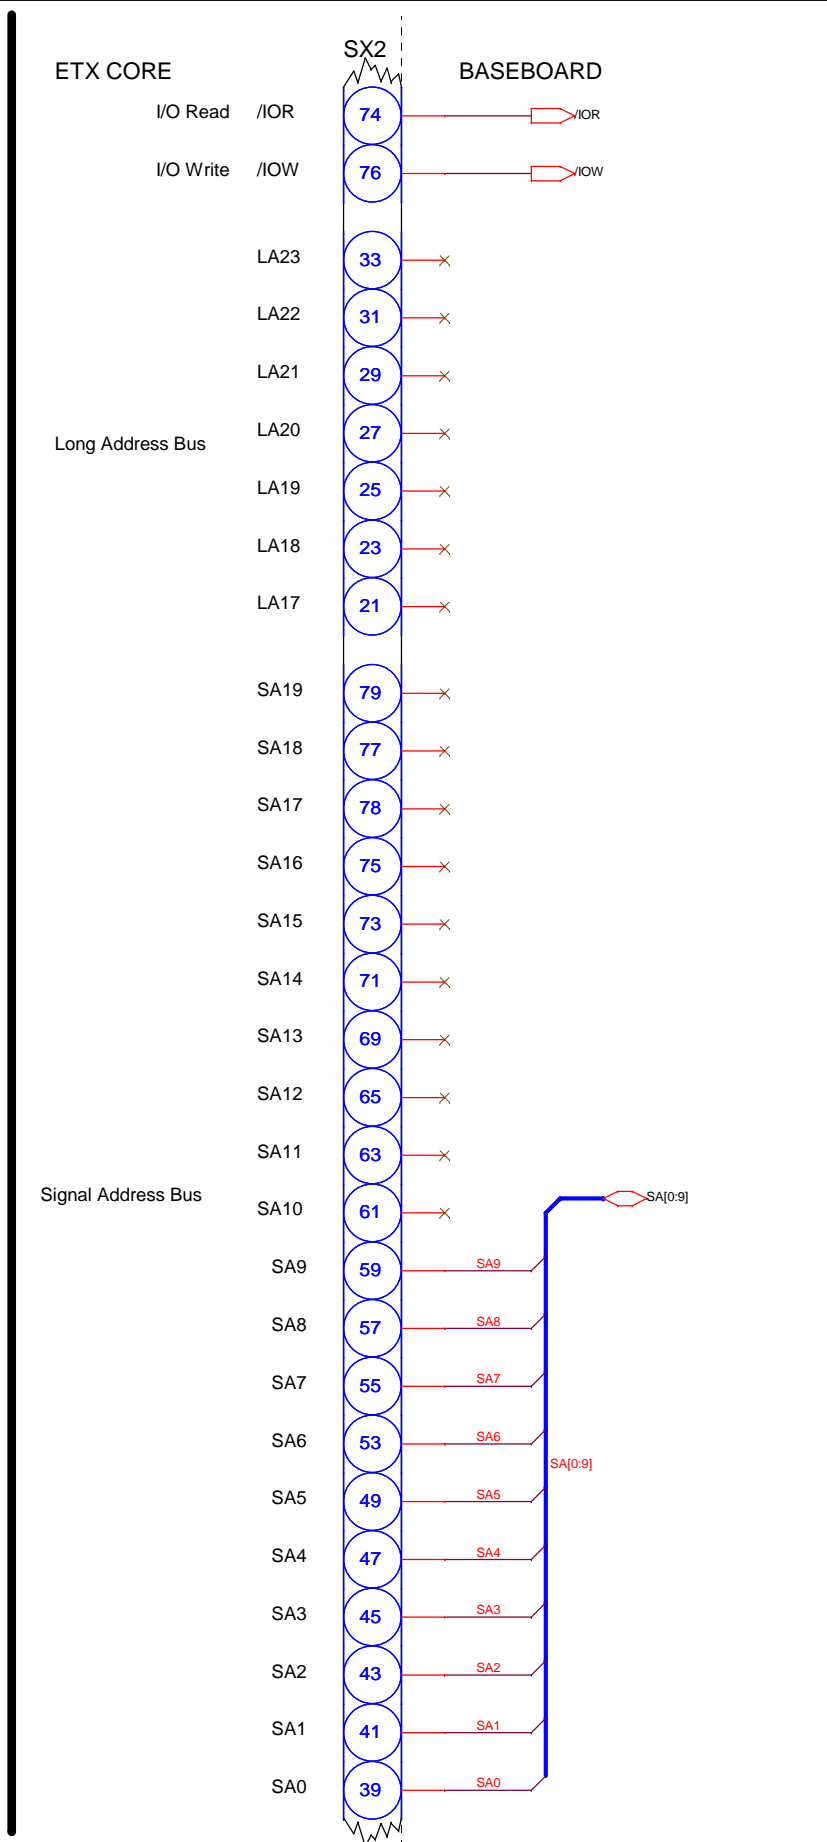 SX2
ETX CORE BASEBOARD
I/O Read /IOR 74 /IOR
I/O Write /IOW 76 /IOW
LA23 33
LA22 31
LA21 29
LA20 27
Long Address Bus
LA19 25
LA18 23
LA17 21
SA19 79
SA18 77
SA17 78
SA16 75
SA15 73
SA14 71
SA13 69
SA12 65
SA11 63
Signal Address Bus SA[0:9]
SA10 61
SA9 59 SA9
SA8 57 SA8
SA7 55 SA7
SA6 53 SA6
SA[0:9]
SA5 49 SA5
SA4 47 SA4
SA3 45 SA3
SA2 43 SA2
SA1 41 SA1
SA0 39 SA0